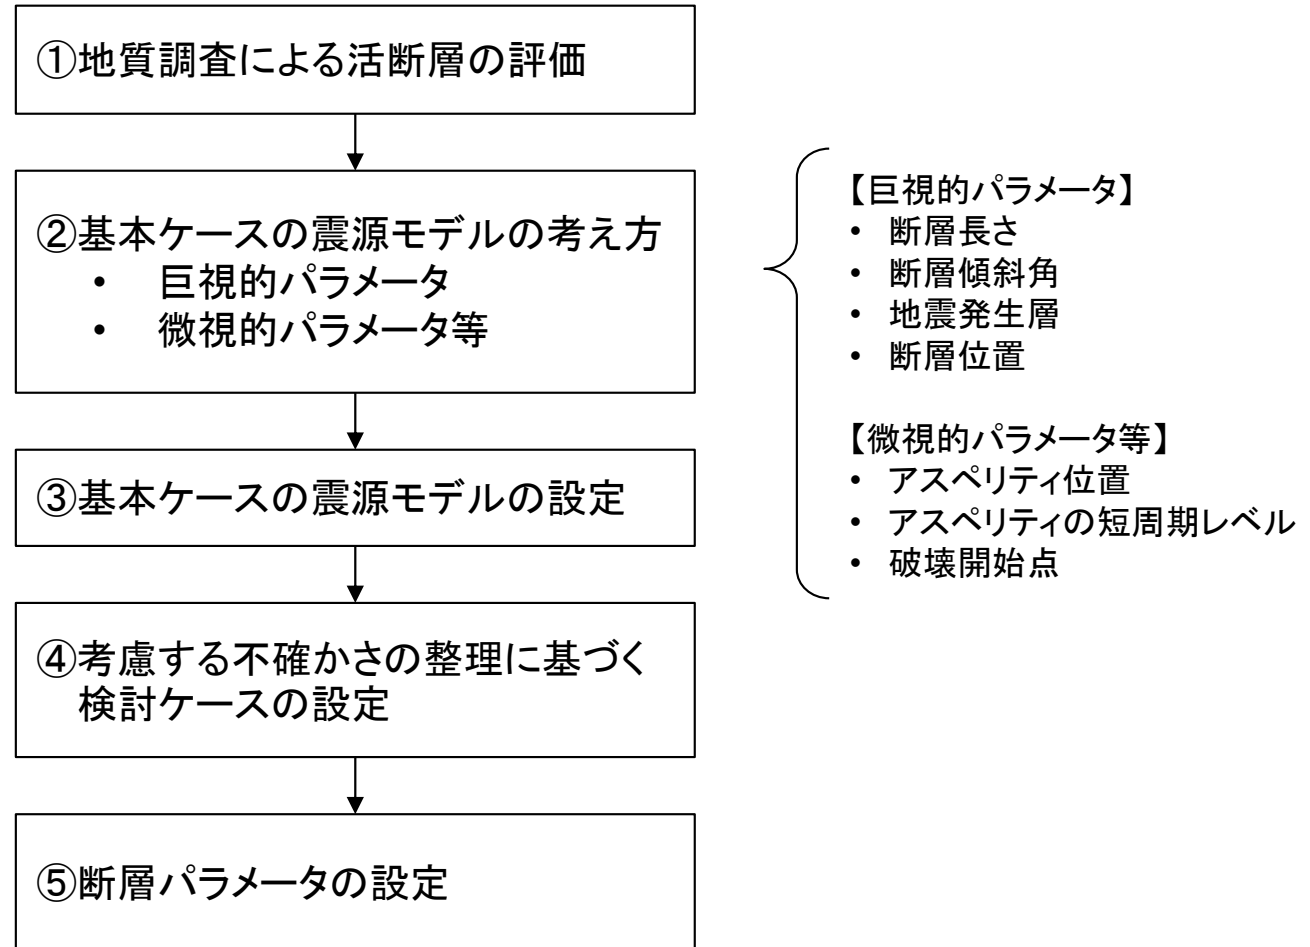 ①地質調査による活断層の評価
②基本ケースの震源モデルの考え方
• 巨視的パラメータ
• 微視的パラメータ等
③基本ケースの震源モデルの設定
④考慮する不確かさの整理に基づく
検討ケースの設定
⑤断層パラメータの設定
【巨視的パラメータ】
• 断層長さ
• 断層傾斜角
• 地震発生層
• 断層位置
【微視的パラメータ等】
• アスペリティ位置
• アスペリティの短周期レベル
• 破壊開始点